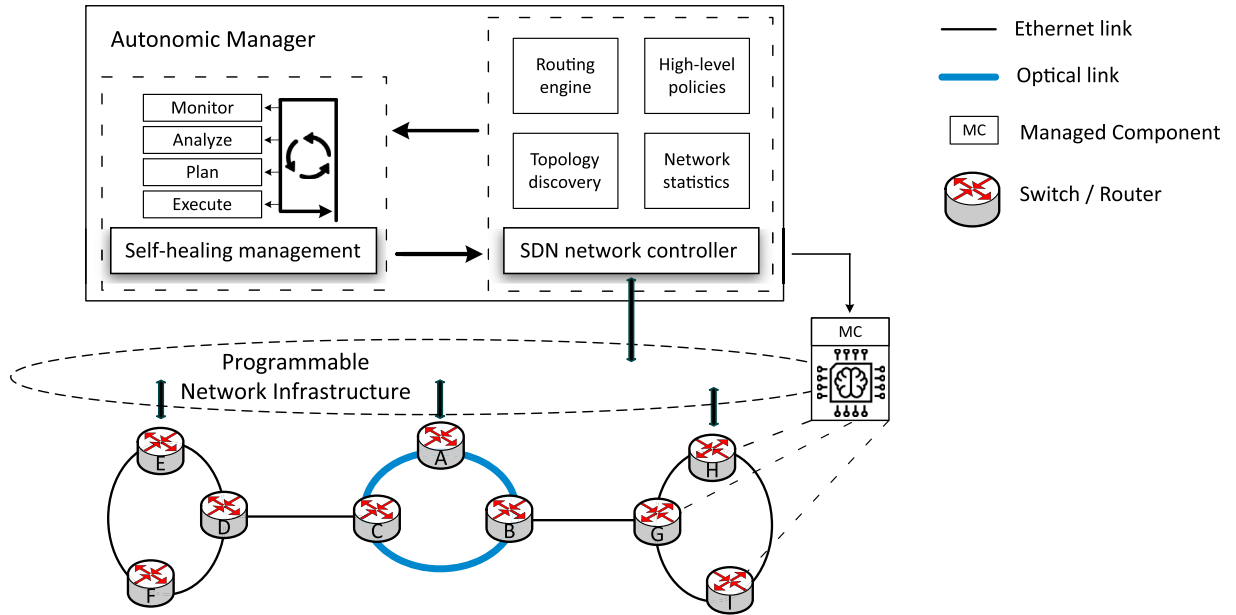 Autonomic Manager
Monitor
Analyze
Plan
Execute
Self-healing management
Routing
engine
High-level
policies
Topology
discovery
Network
statistics
SDN network controller
Ethernet link
Optical link
MC
Managed Component
Switch / Router
MC
Programmable
Network Infrastructure
E
A
H
D
C
B
G
F
I